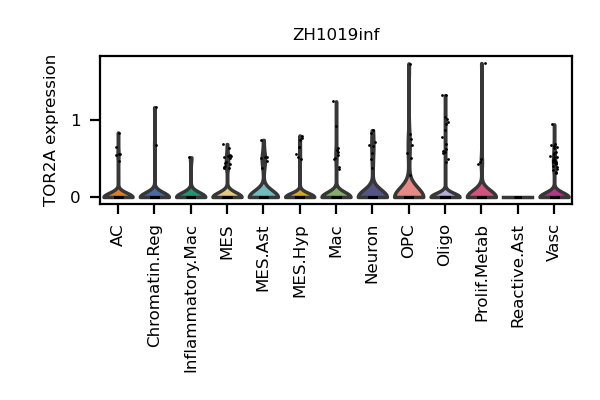 ZH1019inf
TOR2A expression
1
0
AC
Chromatin.Reg
Inflammatory.Mac
MES
MES.Ast
MES.Hyp
Mac
Neuron
OPC
Oligo
Prolif.Metab
Reactive.Ast
Vasc